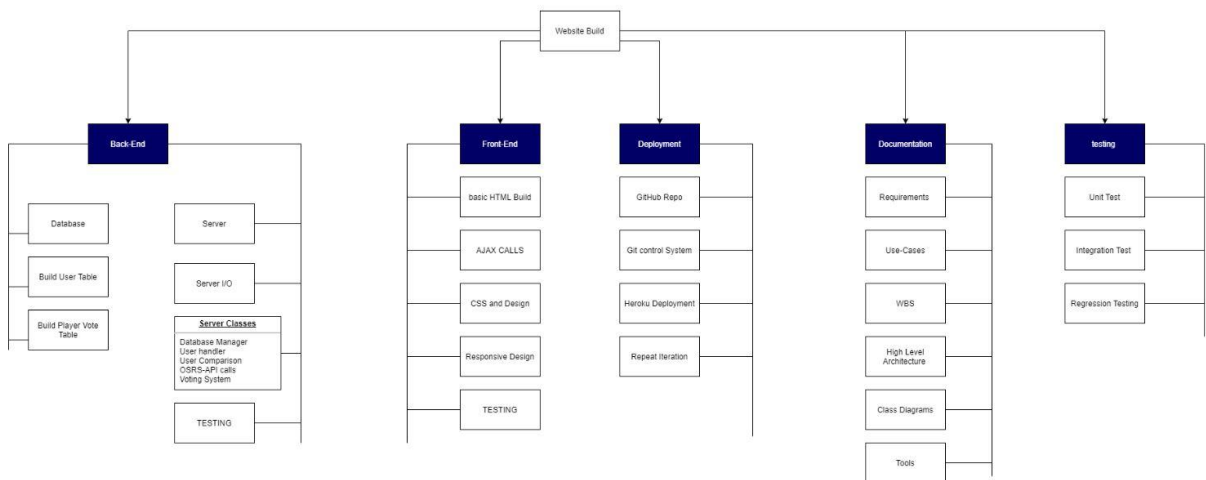 Website Build
Back-End
Database
Build User Table
Build Player Vote
Table
Server
Server I/O
Server Classes
Database Manager
User handler
User Comparison
OSRS-API calls
Voting System
TESTING
Front-End
basic HTML Build
AJAX CALLS
CSS and Design
Responsive Design
TESTING
Deployment
GitHub Repo
Git control System
Heroku Deployment
Repeat Iteration
Documentation
Requirements
Use-Cases
WBS
High Level
Architecture
Class Diagrams
Tools
testing
Unit Test
Integration Test
Regression Testing